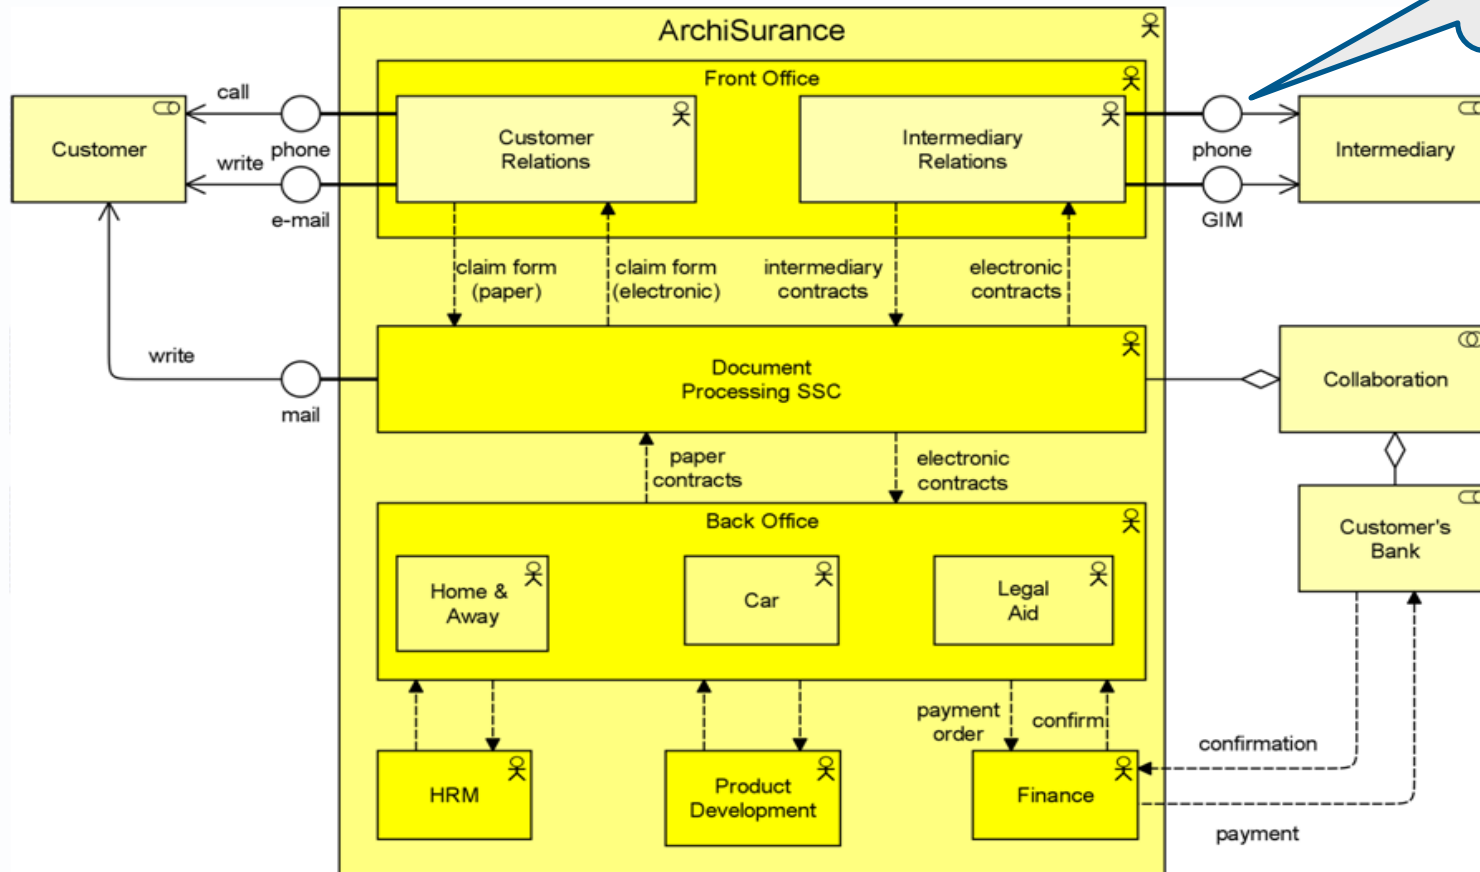 ArchiSurance
Front Office
call
Customer
phone
write
e-mail
Customer
Relations
Intermediary
Relations
phone
GIM
Intermediary
claim form
(paper)
claim form
(electronic)
intermediary
contracts
electronic
contracts
write
mail
Document
Processing SSC
Collaboration
paper
contracts
electronic
contracts
Back Office
Home &
Away
Car
Legal
Aid
Customer's
Bank
payment
order
confirm
confirmation
HRM
Product
Development
Finance
payment